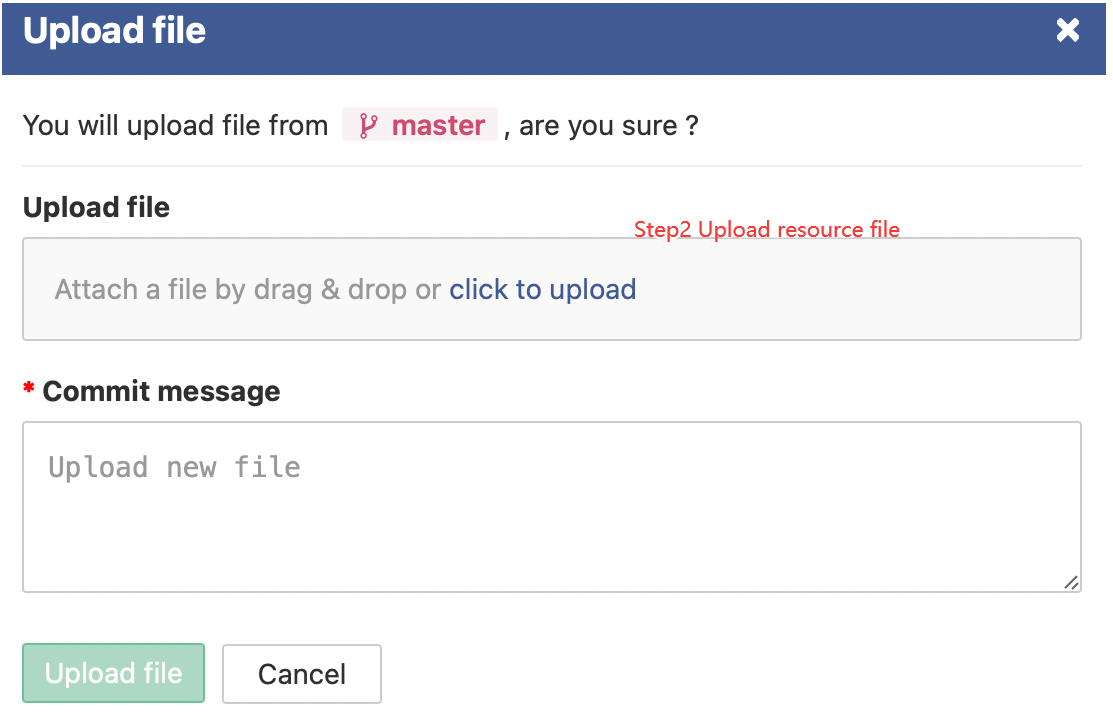 Upload file
You will upload file from master , are you sure ?
Upload file
Step2 Upload resource file
Attach a file by drag & drop or click to upload
* Commit message
Upload new file
Upload file Cancel